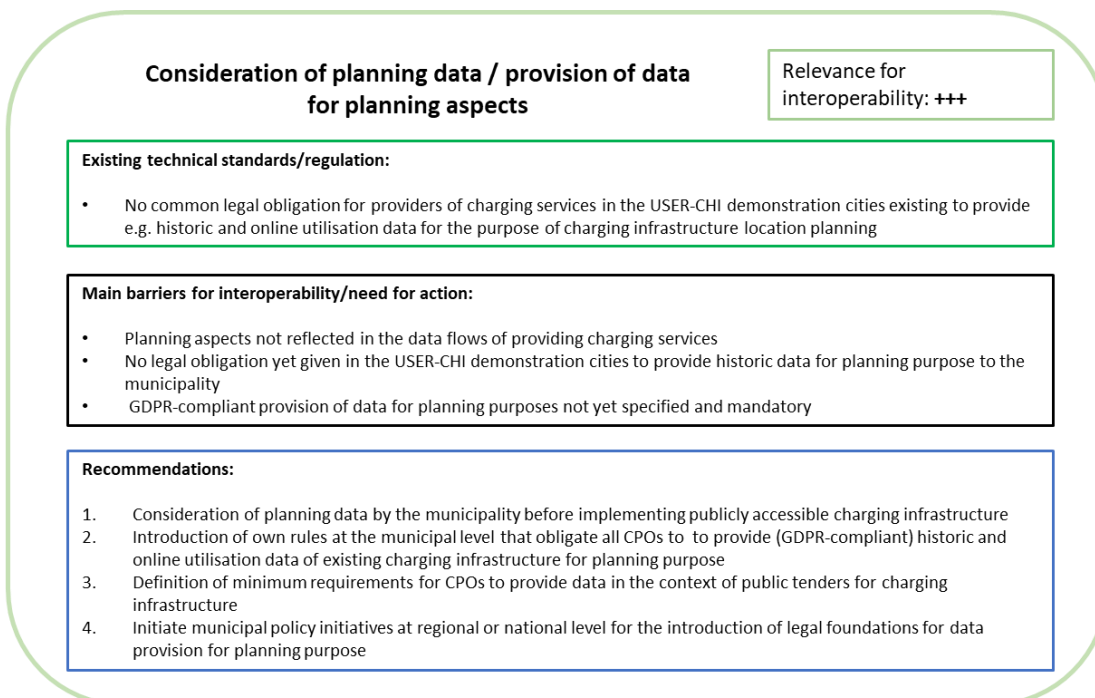 Consideration of planning data / provision of data
for planning aspects
Relevance for
interoperability: +++
Existing technical standards/regulation:
• No common legal obligation for providers of charging services in the USER-CHI demonstration cities existing to provide
e.g. historic and online utilisation data for the purpose of charging infrastructure location planning
Main barriers for interoperability/need for action:
• Planning aspects not reflected in the data flows of providing charging services
• No legal obligation yet given in the USER-CHI demonstration cities to provide historic data for planning purpose to the
municipality
• GDPR-compliant provision of data for planning purposes not yet specified and mandatory
Recommendations:
1. Consideration of planning data by the municipality before implementing publicly accessible charging infrastructure
2. Introduction of own rules at the municipal level that obligate all CPOs to to provide (GDPR-compliant) historic and
online utilisation data of existing charging infrastructure for planning purpose
3. Definition of minimum requirements for CPOs to provide data in the context of public tenders for charging
infrastructure
4. Initiate municipal policy initiatives at regional or national level for the introduction of legal foundations for data
provision for planning purpose